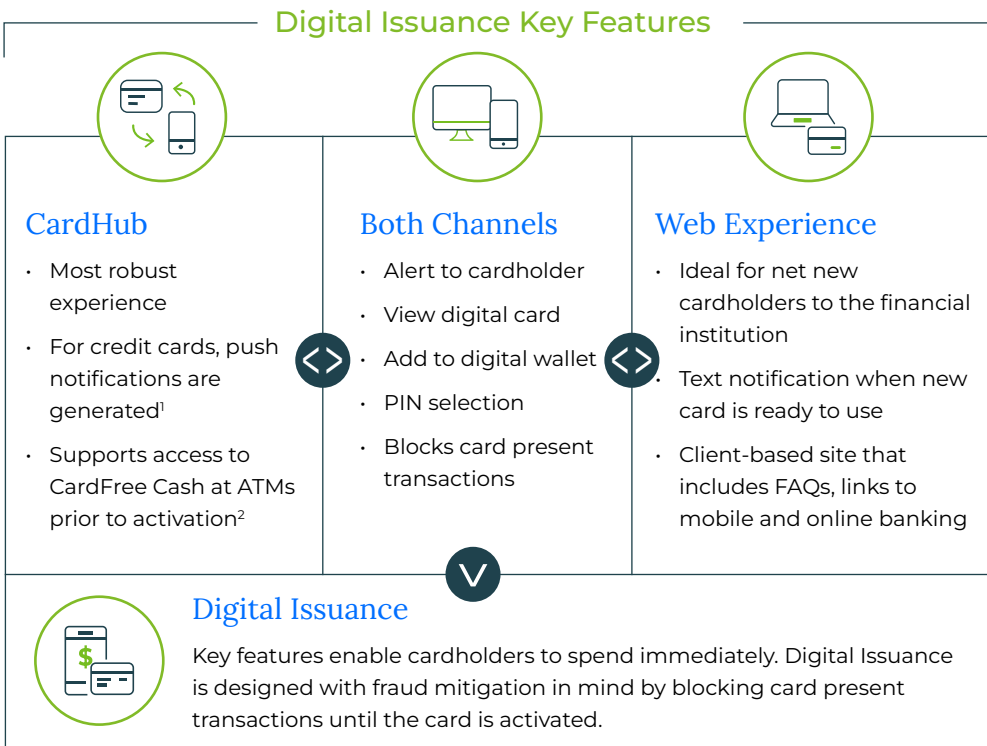 Digital Issuance Key Features
CardHub
• Most robust
experience
• For credit cards, push
notifications are
generated¹
• Supports access to
CardFree Cash at ATMs
prior to activation²
Both Channels
• Alert to cardholder
• View digital card
• Add to digital wallet
• PIN selection
• Blocks card present
transactions
Web Experience
• Ideal for net new
cardholders to the financial
institution
• Text notification when new
card is ready to use
• Client-based site that
includes FAQs, links to
mobile and online banking
$
Digital Issuance
Key features enable cardholders to spend immediately. Digital Issuance
is designed with fraud mitigation in mind by blocking card present
transactions until the card is activated.